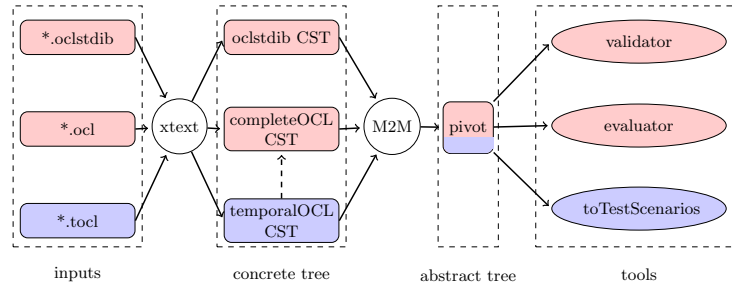 *.oclstdib
*.ocl
*.tocl
inputs
xtext
oclstdib CST
completeOCL
CST
temporalOCL
CST
concrete tree
M2M
pivot
abstract tree
validator
evaluator
toTestScenarios
tools